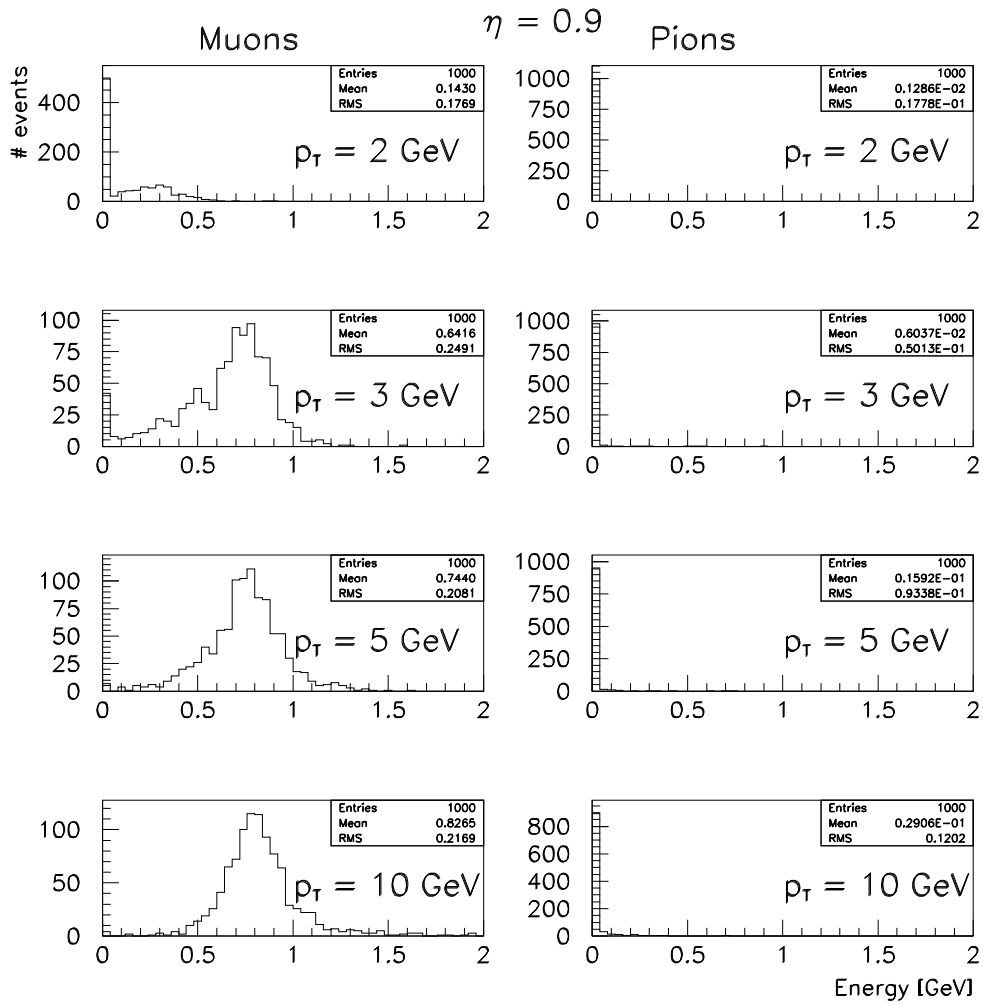 η = 0.9
Muons
Pions
# events
Entries 1000
Mean 0.1430
RMS 0.1769
p_T = 2 GeV
400
200
0
0 0.5 1 1.5 2
Entries 1000
Mean 0.1286E-02
RMS 0.1778E-01
p_T = 2 GeV
1000
750
500
250
0
0 0.5 1 1.5 2
Entries 1000
Mean 0.6416
RMS 0.2491
p_T = 3 GeV
100
75
50
25
0
0 0.5 1 1.5 2
Entries 1000
Mean 0.6037E-02
RMS 0.5013E-01
p_T = 3 GeV
1000
750
500
250
0
0 0.5 1 1.5 2
Entries 1000
Mean 0.7440
RMS 0.2081
p_T = 5 GeV
100
75
50
25
0
0 0.5 1 1.5 2
Entries 1000
Mean 0.1592E-01
RMS 0.9338E-01
p_T = 5 GeV
1000
750
500
250
0
0 0.5 1 1.5 2
Entries 1000
Mean 0.8265
RMS 0.2169
p_T = 10 GeV
100
50
0
0 0.5 1 1.5 2
Entries 1000
Mean 0.2906E-01
RMS 0.1202
p_T = 10 GeV
800
600
400
200
0
0 0.5 1 1.5 2
Energy [GeV]